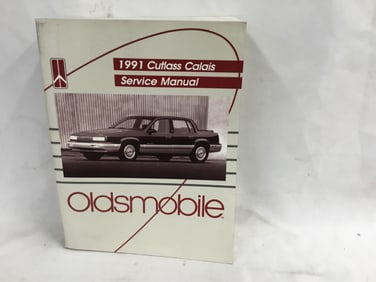 1991 Cutlass Calais
Service Manual
Oldsmobile